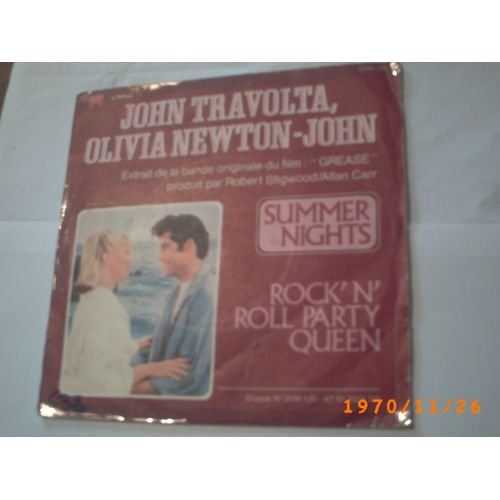 JOHN TRAVOLTA,
OLIVIA NEWTON-JOHN
Extrait de la bande originale du film : "GREASE"
produit par Robert Stigwood/Allan Carr
SUMMER
NIGHTS
ROCK'N'
ROLL PARTY
QUEEN
Disque N°
1970/11/26